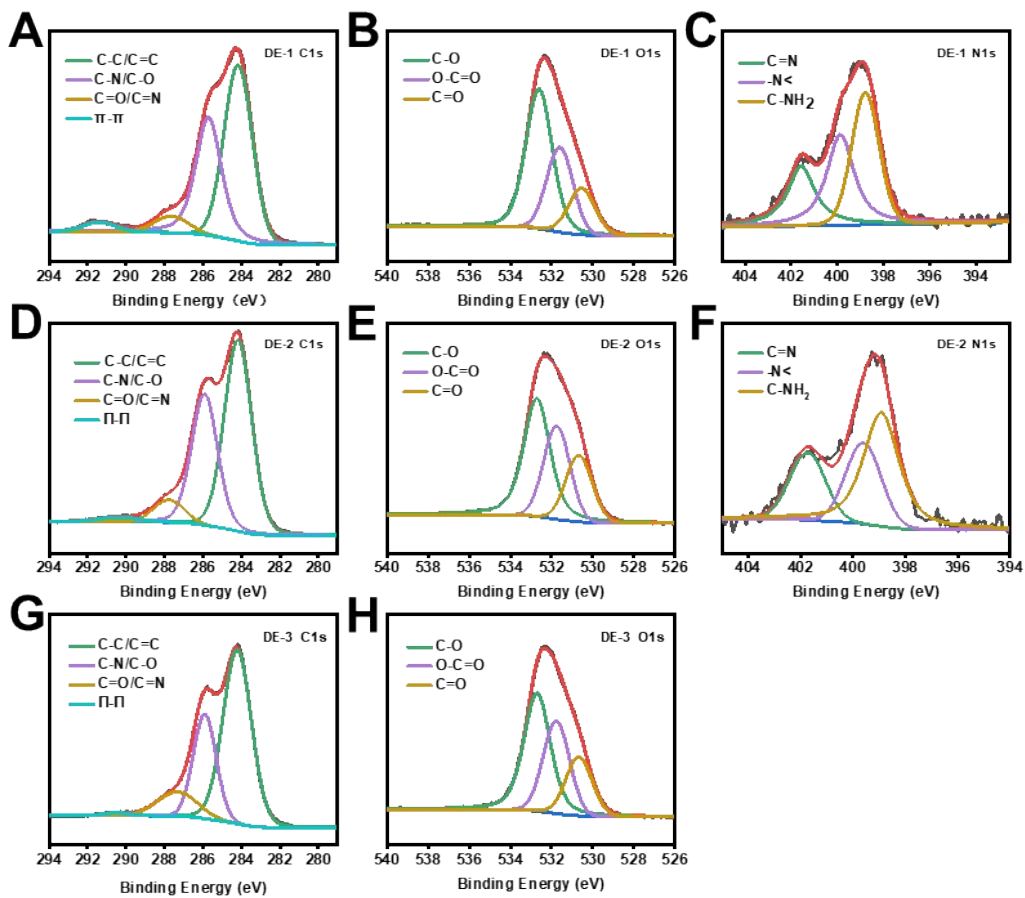 A
DE-1 C1s
C-C/C=C
C-N/C-O
C=O/C=N
π-π
294 292 290 288 286 284 282 280
Binding Energy (eV)
B
DE-1 O1s
C-O
O-C=O
C=O
540 538 536 534 532 530 528 526
Binding Energy (eV)
C
DE-1 N1s
C=N
-N<
C-NH2
404 402 400 398 396 394
Binding Energy (eV)
D
DE-2 C1s
C-C/C=C
C-N/C-O
C=O/C=N
Π-Π
294 292 290 288 286 284 282 280
Binding Energy (eV)
E
DE-2 O1s
C-O
O-C=O
C=O
540 538 536 534 532 530 528 526
Binding Energy (eV)
F
DE-2 N1s
C=N
-N<
C-NH2
404 402 400 398 396 394
Binding Energy (eV)
G
DE-3 C1s
C-C/C=C
C-N/C-O
C=O/C=N
Π-Π
294 292 290 288 286 284 282 280
Binding Energy (eV)
H
DE-3 O1s
C-O
O-C=O
C=O
540 538 536 534 532 530 528 526
Binding Energy (eV)